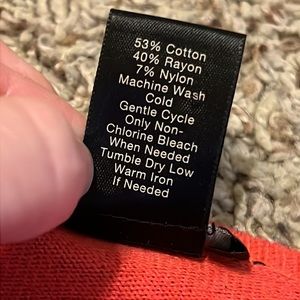 53% Cotton
40% Rayon
7% Nylon
Machine Wash
Cold
Gentle Cycle
Only Non-
Chlorine Bleach
When Needed
Tumble Dry Low
Warm Iron
If Needed